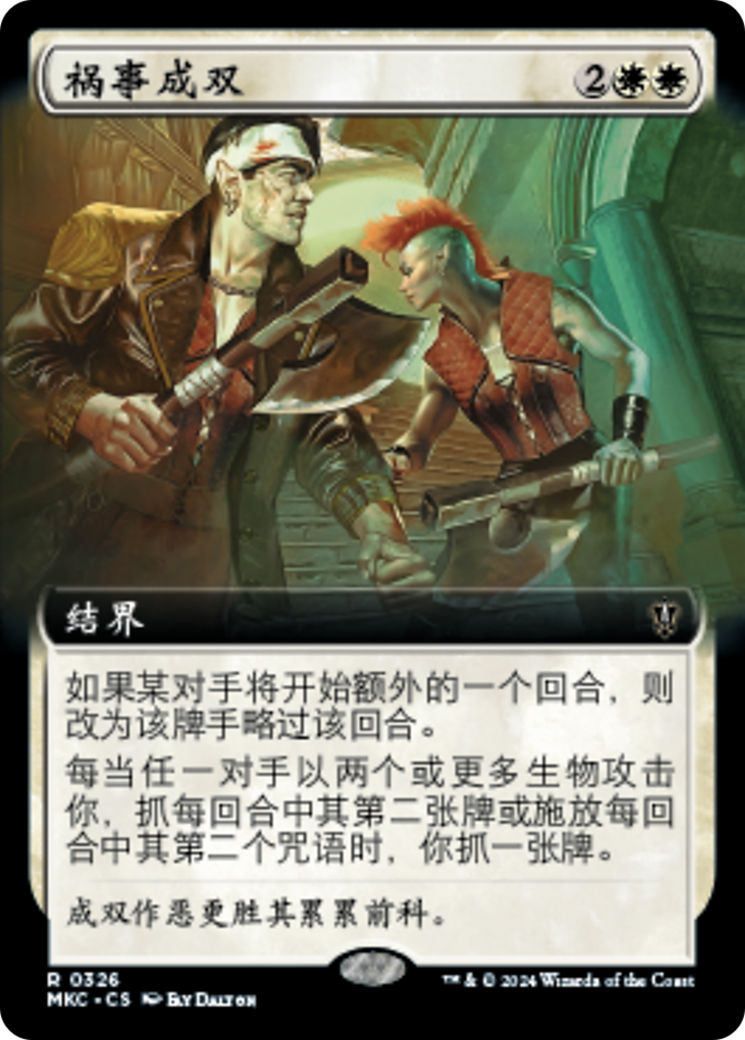 祸事成双 2
结界
如果某对手将开始额外的一个回合，则
改为该牌手略过该回合。
每当任一对手以两个或更多生物攻击
你，抓每回合中其第二张牌或施放每回
合中其第二个咒语时，你抓一张牌。
成双作恶更胜其累累前科。
R 0326
MKC • CS Fay Dalton
™ & © 2024 Wizards of the Coast